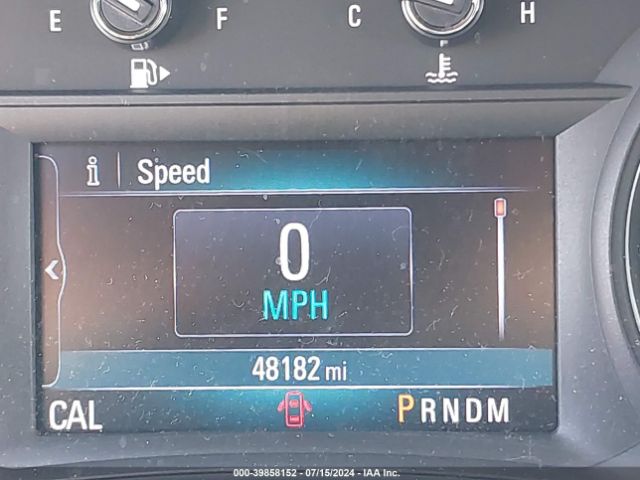 E F C H
i Speed
0
MPH
48182 mi
CAL PRNDM
000-39858152 - 07/15/2024 - IAA Inc.